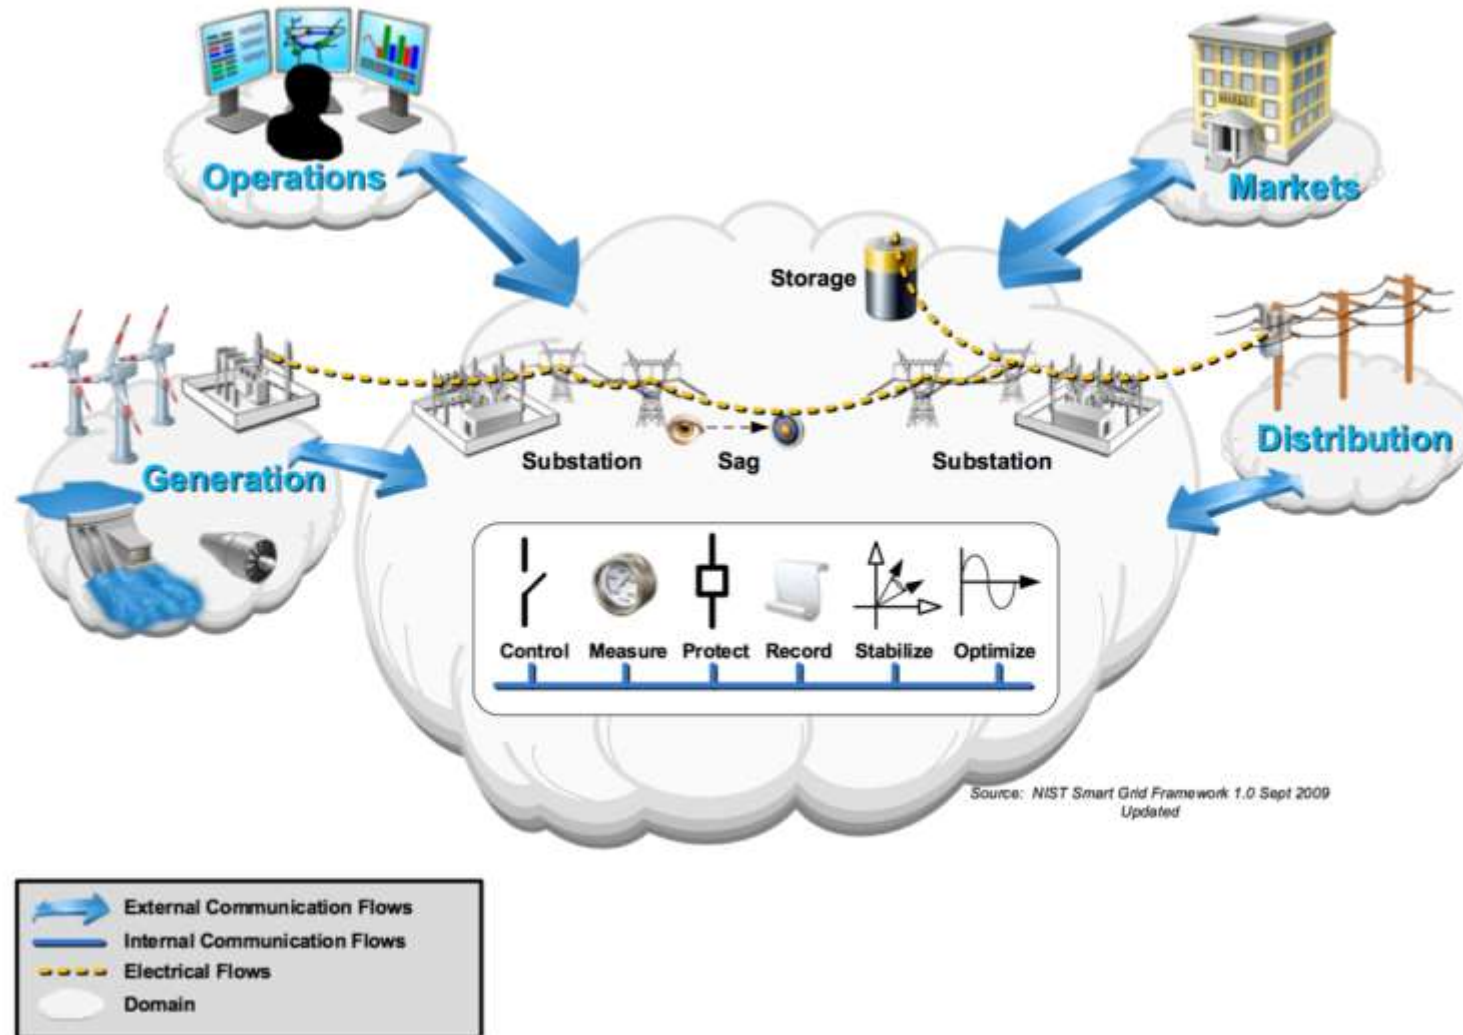 Operations
MARKET
Markets
Storage
Substation
Sag
Substation
Generation
Distribution
Control Measure Protect Record Stabilize Optimize
Source: NIST Smart Grid Framework 1.0 Sept 2009
Updated
External Communication Flows
Internal Communication Flows
Electrical Flows
Domain